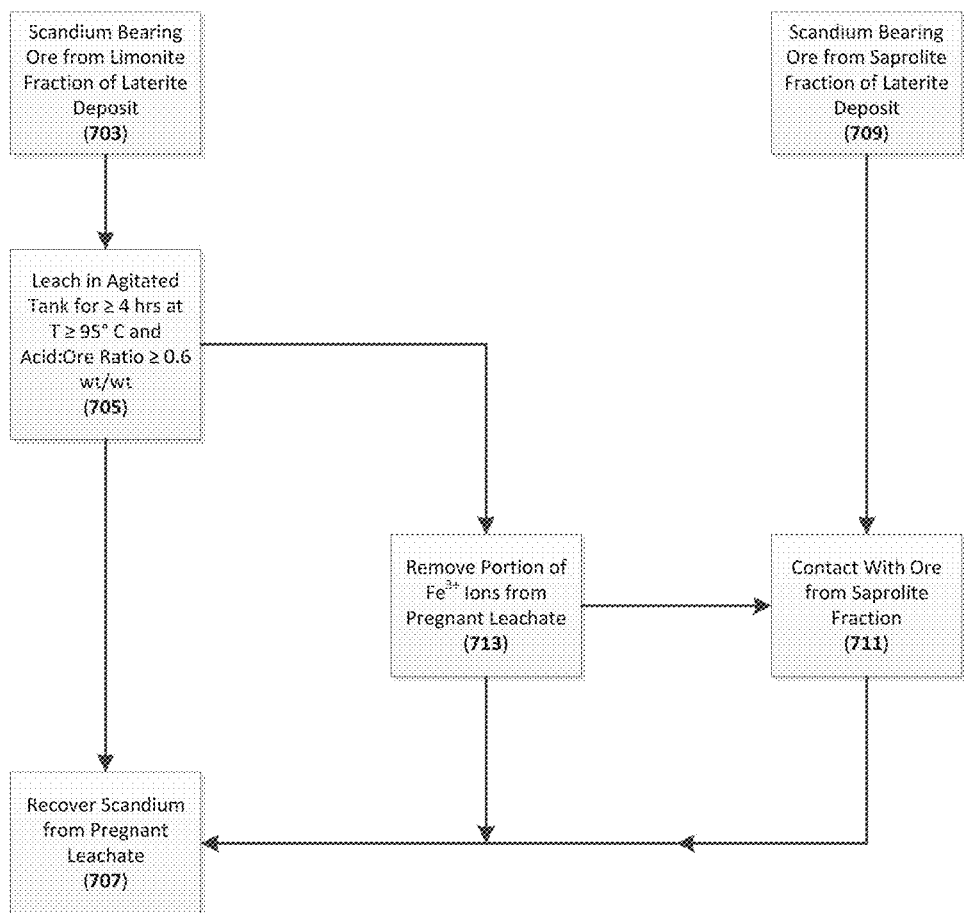 Scandium Bearing
Ore from Limonite
Fraction of Laterite
Deposit
(703)
Scandium Bearing
Ore from Saprolite
Fraction of Laterite
Deposit
(709)
Leach in Agitated
Tank for ≥ 4 hrs at
T ≥ 95° C and
Acid:Ore Ratio ≥ 0.6
wt/wt
(705)
Remove Portion of
Fe³⁺ Ions from
Pregnant Leachate
(713)
Contact With Ore
from Saprolite
Fraction
(711)
Recover Scandium
from Pregnant
Leachate
(707)